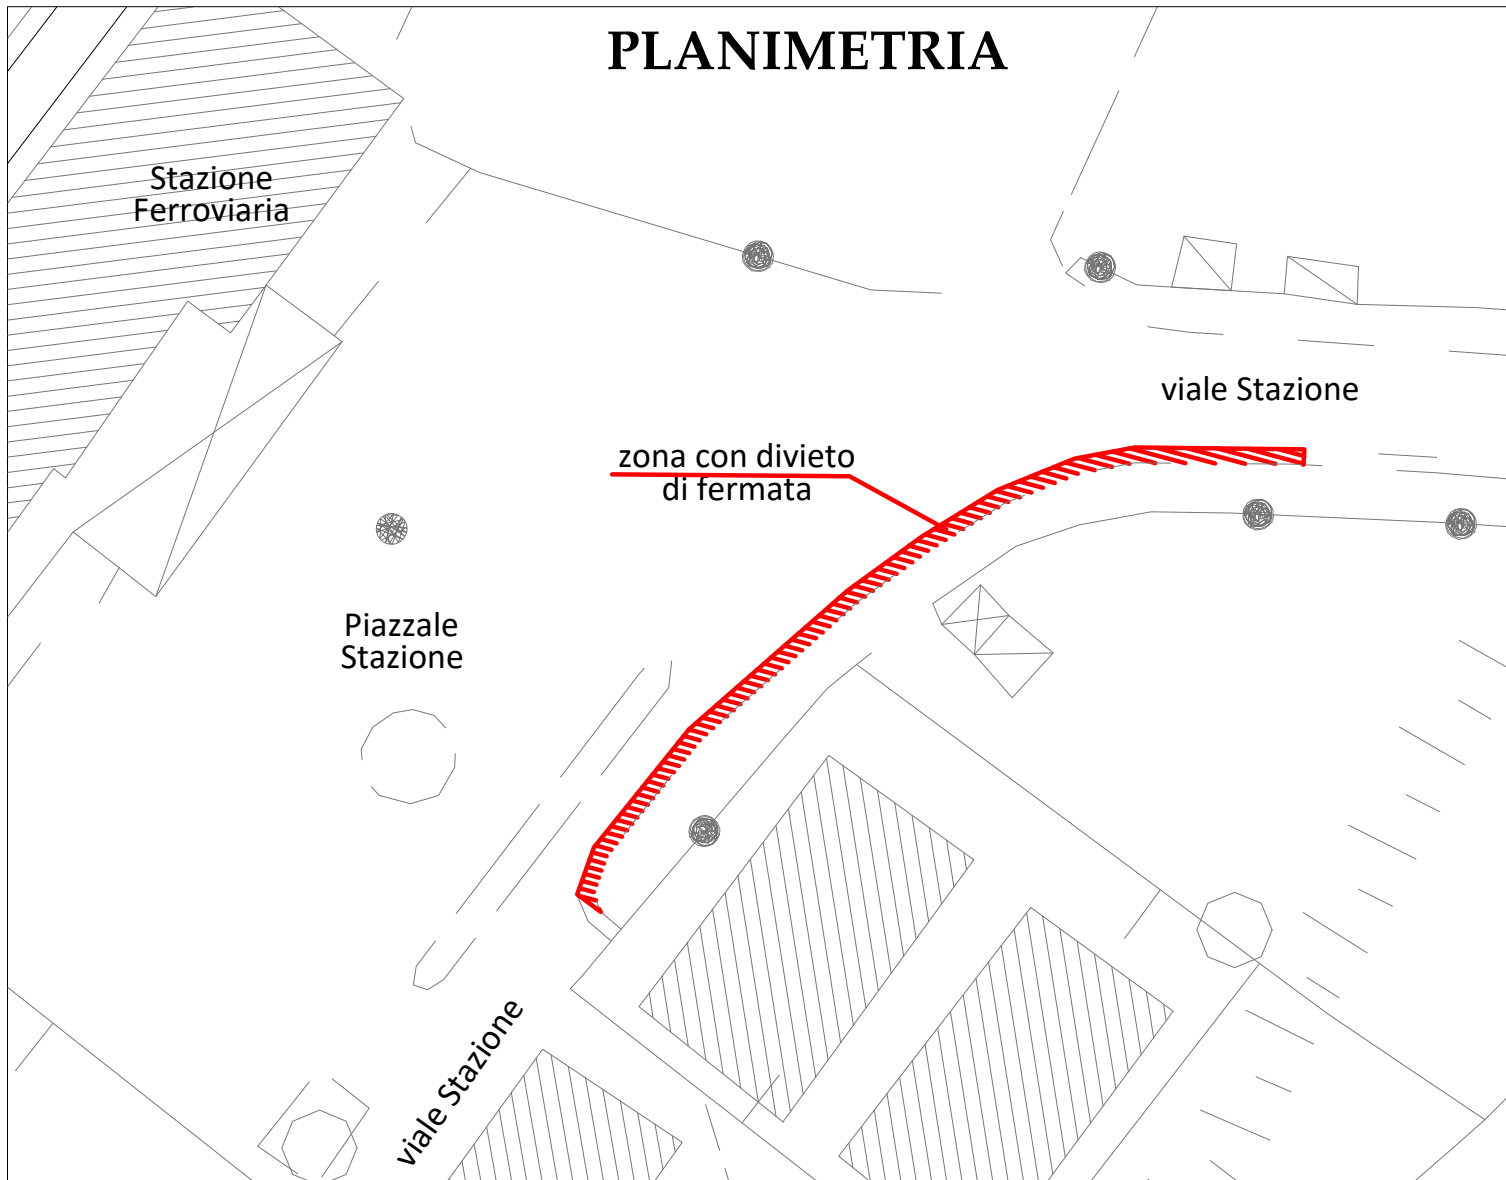 PLANIMETRIA
Stazione
Ferroviaria
viale Stazione
zona con divieto
di fermata
Piazzale
Stazione
viale Stazione